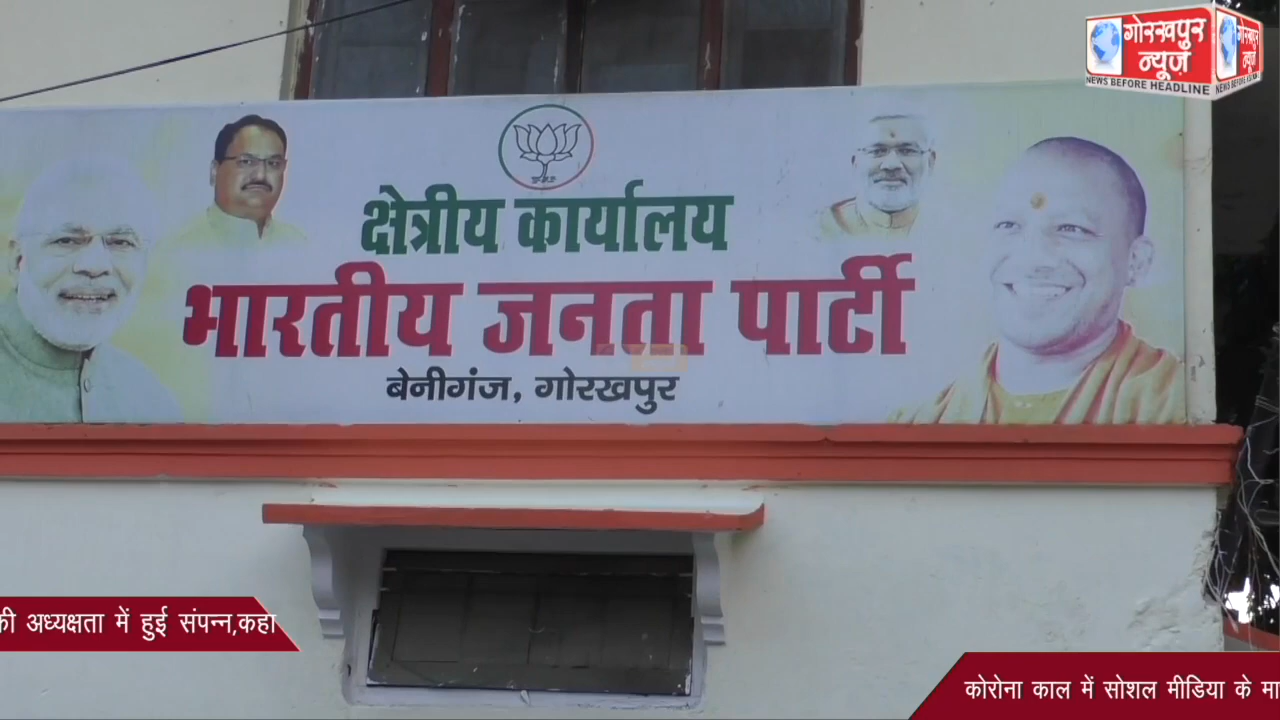 गोरखपुर
न्यूज़
NEWS BEFORE HEADLINE
क्षेत्रीय कार्यालय
भारतीय जनता पार्टी
बेनीगंज, गोरखपुर
की अध्यक्षता में हुई संपन्न,कहा
कोरोना काल में सोशल मीडिया के मा